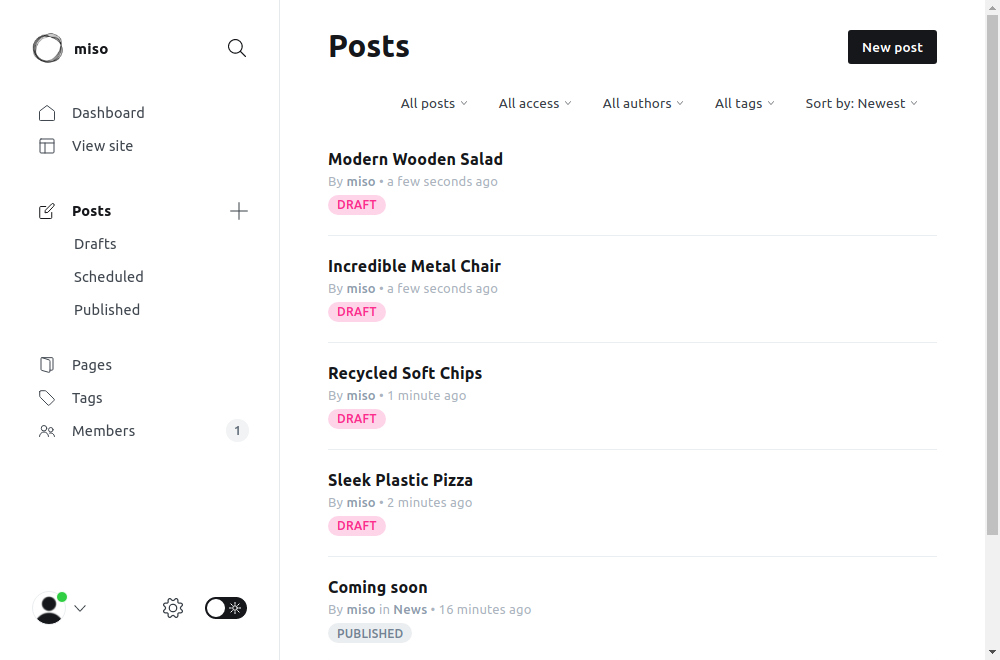 miso
Dashboard
View site
Posts
Drafts
Scheduled
Published
Pages
Tags
Members 1
Posts
New post
All posts All access All authors All tags Sort by: Newest
Modern Wooden Salad
By miso • a few seconds ago
DRAFT
Incredible Metal Chair
By miso • a few seconds ago
DRAFT
Recycled Soft Chips
By miso • 1 minute ago
DRAFT
Sleek Plastic Pizza
By miso • 2 minutes ago
DRAFT
Coming soon
By miso in News • 16 minutes ago
PUBLISHED